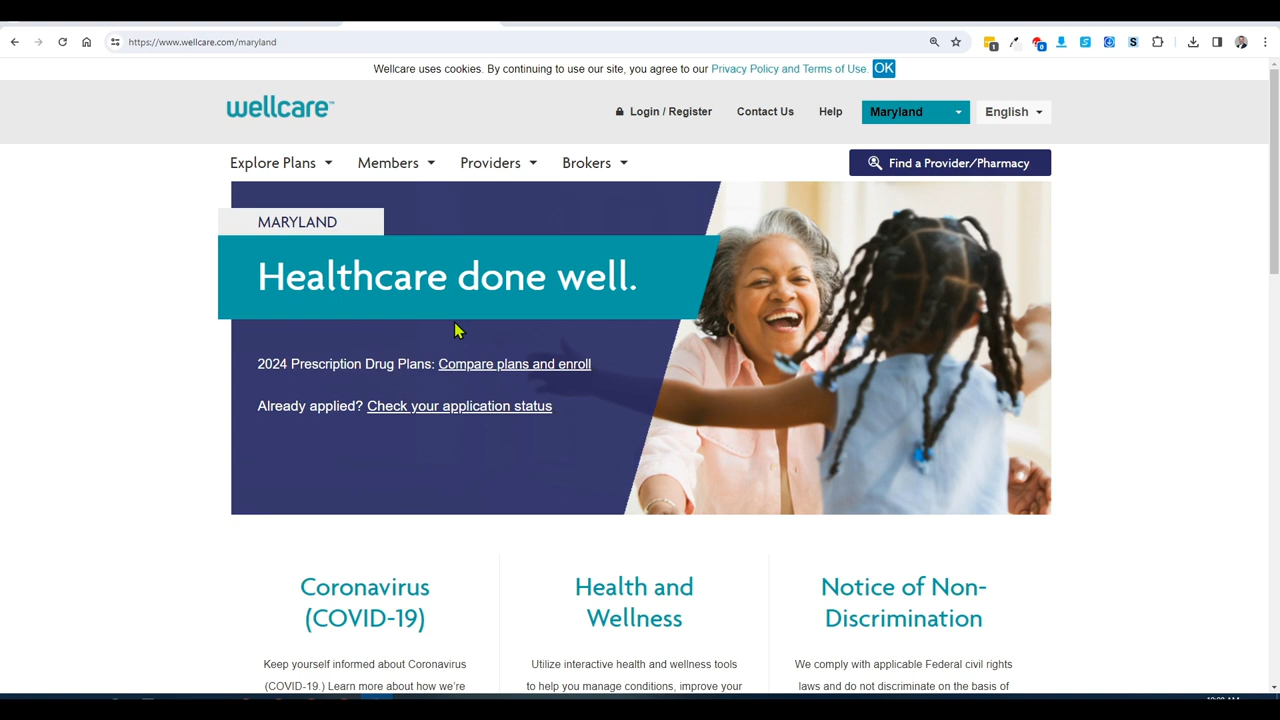 https://www.wellcare.com/maryland
Wellcare uses cookies. By continuing to use our site, you agree to our Privacy Policy and Terms of Use. OK
wellcare™
Login / Register Contact Us Help Maryland English
Explore Plans Members Providers Brokers Find a Provider/Pharmacy
MARYLAND
Healthcare done well.
2024 Prescription Drug Plans: Compare plans and enroll
Already applied? Check your application status
Coronavirus
(COVID-19)
Keep yourself informed about Coronavirus
(COVID-19.) Learn more about how we're
Health and
Wellness
Utilize interactive health and wellness tools
to help you manage conditions, improve your
Notice of Non-
Discrimination
We comply with applicable Federal civil rights
laws and do not discriminate on the basis of